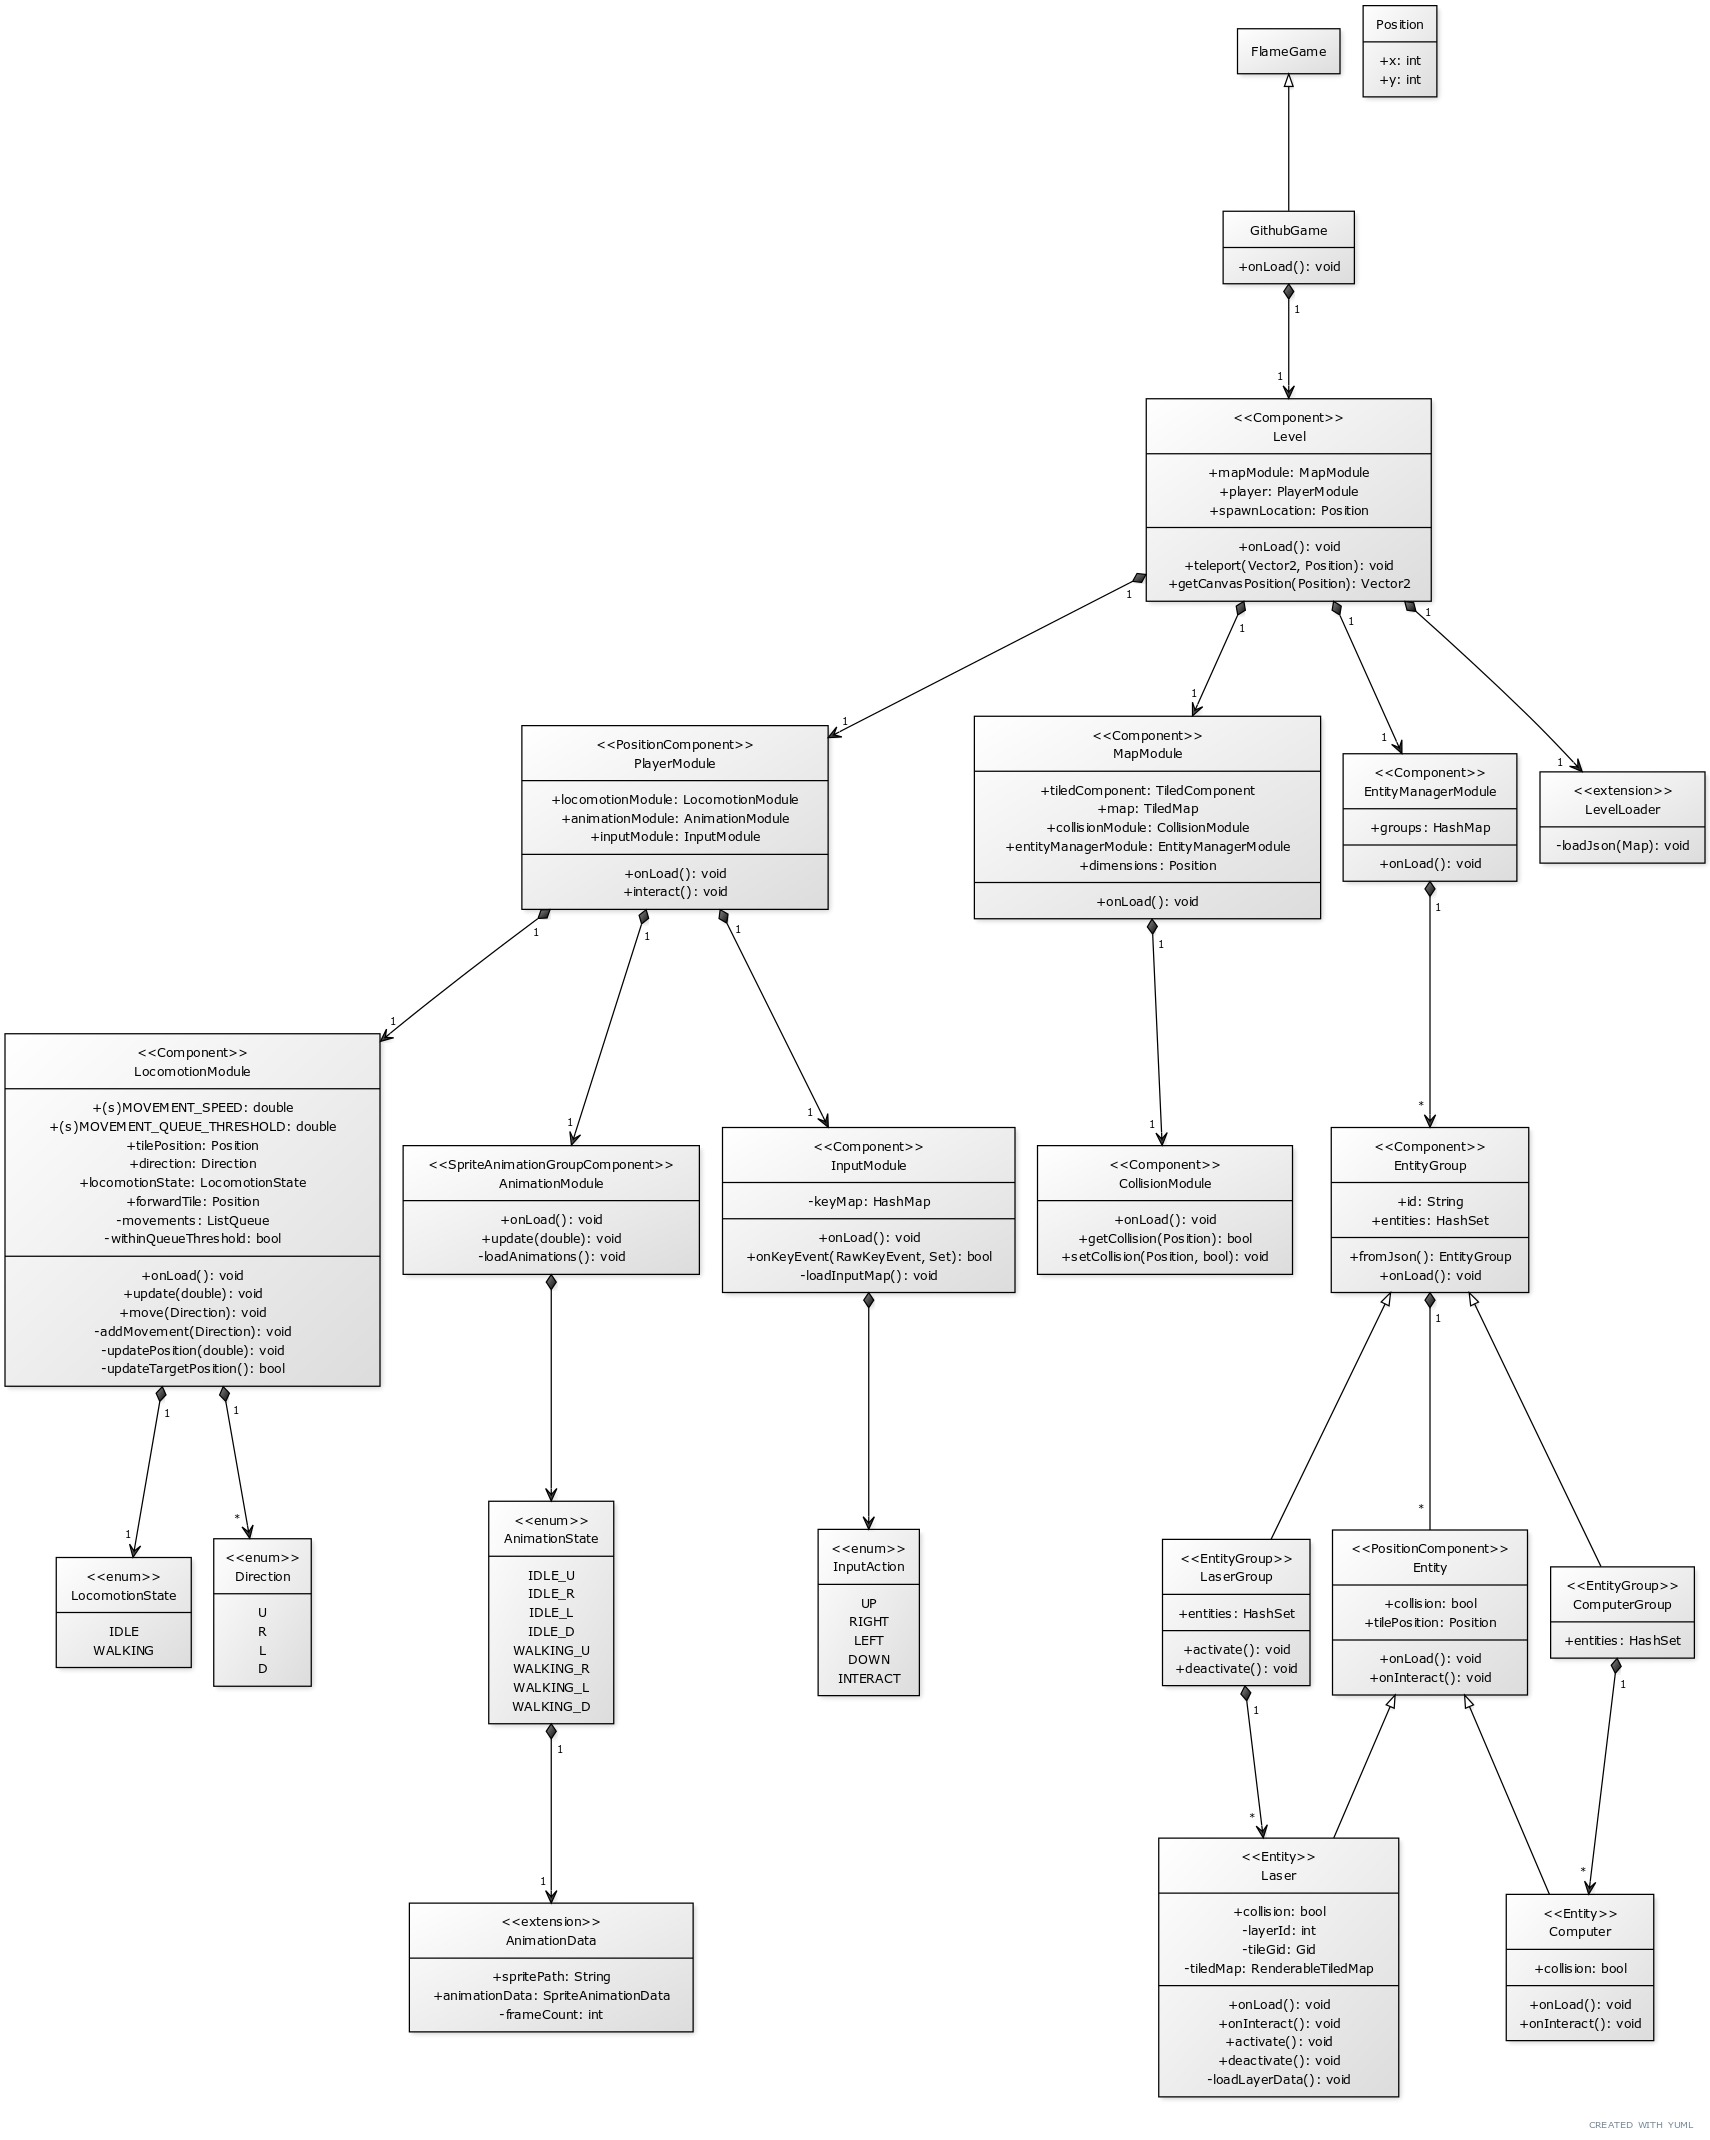 Position
+x: int
+y: int
FlameGame
GithubGame
+onLoad(): void
1
1
<<Component>>
Level
+mapModule: MapModule
+player: PlayerModule
+spawnLocation: Position
+onLoad(): void
+teleport(Vector2, Position): void
+getCanvasPosition(Position): Vector2
1
1
1
1
1
1
1
1
<<PositionComponent>>
PlayerModule
+locomotionModule: LocomotionModule
+animationModule: AnimationModule
+inputModule: InputModule
+onLoad(): void
+interact(): void
<<Component>>
MapModule
+tiledComponent: TiledComponent
+map: TiledMap
+collisionModule: CollisionModule
+entityManagerModule: EntityManagerModule
+dimensions: Position
+onLoad(): void
<<Component>>
EntityManagerModule
+groups: HashMap
+onLoad(): void
<<extension>>
LevelLoader
-loadJson(Map): void
1
1
1
1
1
1
1
1
1
*
<<Component>>
LocomotionModule
+(s)MOVEMENT_SPEED: double
+(s)MOVEMENT_QUEUE_THRESHOLD: double
+tilePosition: Position
+direction: Direction
+locomotionState: LocomotionState
+forwardTile: Position
-movements: ListQueue
-withinQueueThreshold: bool
+onLoad(): void
+update(double): void
+move(Direction): void
-addMovement(Direction): void
-updatePosition(double): void
-updateTargetPosition(): bool
<<SpriteAnimationGroupComponent>>
AnimationModule
+onLoad(): void
+update(double): void
-loadAnimations(): void
<<Component>>
InputModule
-keyMap: HashMap
+onLoad(): void
+onKeyEvent(RawKeyEvent, Set): bool
-loadInputMap(): void
<<Component>>
CollisionModule
+onLoad(): void
+getCollision(Position): bool
+setCollision(Position, bool): void
<<Component>>
EntityGroup
+id: String
+entities: HashSet
+fromJson(): EntityGroup
+onLoad(): void
1
1
1
*
1
*
<<enum>>
LocomotionState
IDLE
WALKING
<<enum>>
Direction
U
R
L
D
<<enum>>
AnimationState
IDLE_U
IDLE_R
IDLE_L
IDLE_D
WALKING_U
WALKING_R
WALKING_L
WALKING_D
<<enum>>
InputAction
UP
RIGHT
LEFT
DOWN
INTERACT
<<EntityGroup>>
LaserGroup
+entities: HashSet
+activate(): void
+deactivate(): void
<<PositionComponent>>
Entity
+collision: bool
+tilePosition: Position
+onLoad(): void
+onInteract(): void
<<EntityGroup>>
ComputerGroup
+entities: HashSet
1
1
1
*
1
*
<<extension>>
AnimationData
+spritePath: String
+animationData: SpriteAnimationData
-frameCount: int
<<Entity>>
Laser
+collision: bool
-layerId: int
-tileGid: Gid
-tiledMap: RenderableTiledMap
+onLoad(): void
+onInteract(): void
+activate(): void
+deactivate(): void
-loadLayerData(): void
<<Entity>>
Computer
+collision: bool
+onLoad(): void
+onInteract(): void
CREATED WITH YUML